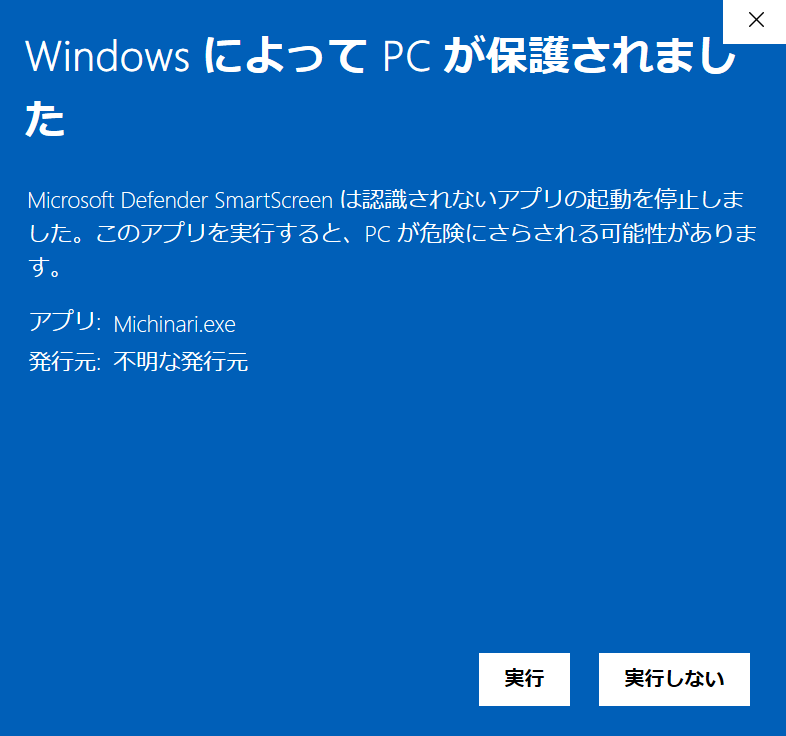 Windows によって PC が保護されまし
た
Microsoft Defender SmartScreen は認識されないアプリの起動を停止しま
した。このアプリを実行すると、PC が危険にさらされる可能性がありま
す。
アプリ: Michinari.exe
発行元: 不明な発行元
実行 実行しない